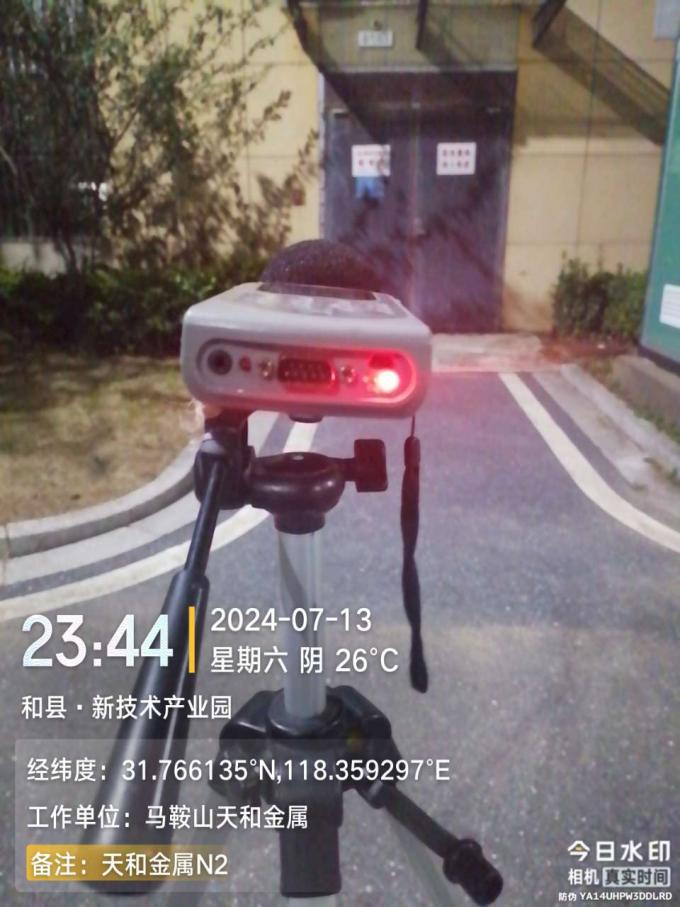 23:44
2024-07-13
星期六 阴 26°C
和县·新技术产业园
经纬度：31.766135°N,118.359297°E
工作单位：马鞍山天和金属
备注：天和金属N2
今日水印
相机 真实时间
防伪 YA14UHPW3DDLRD